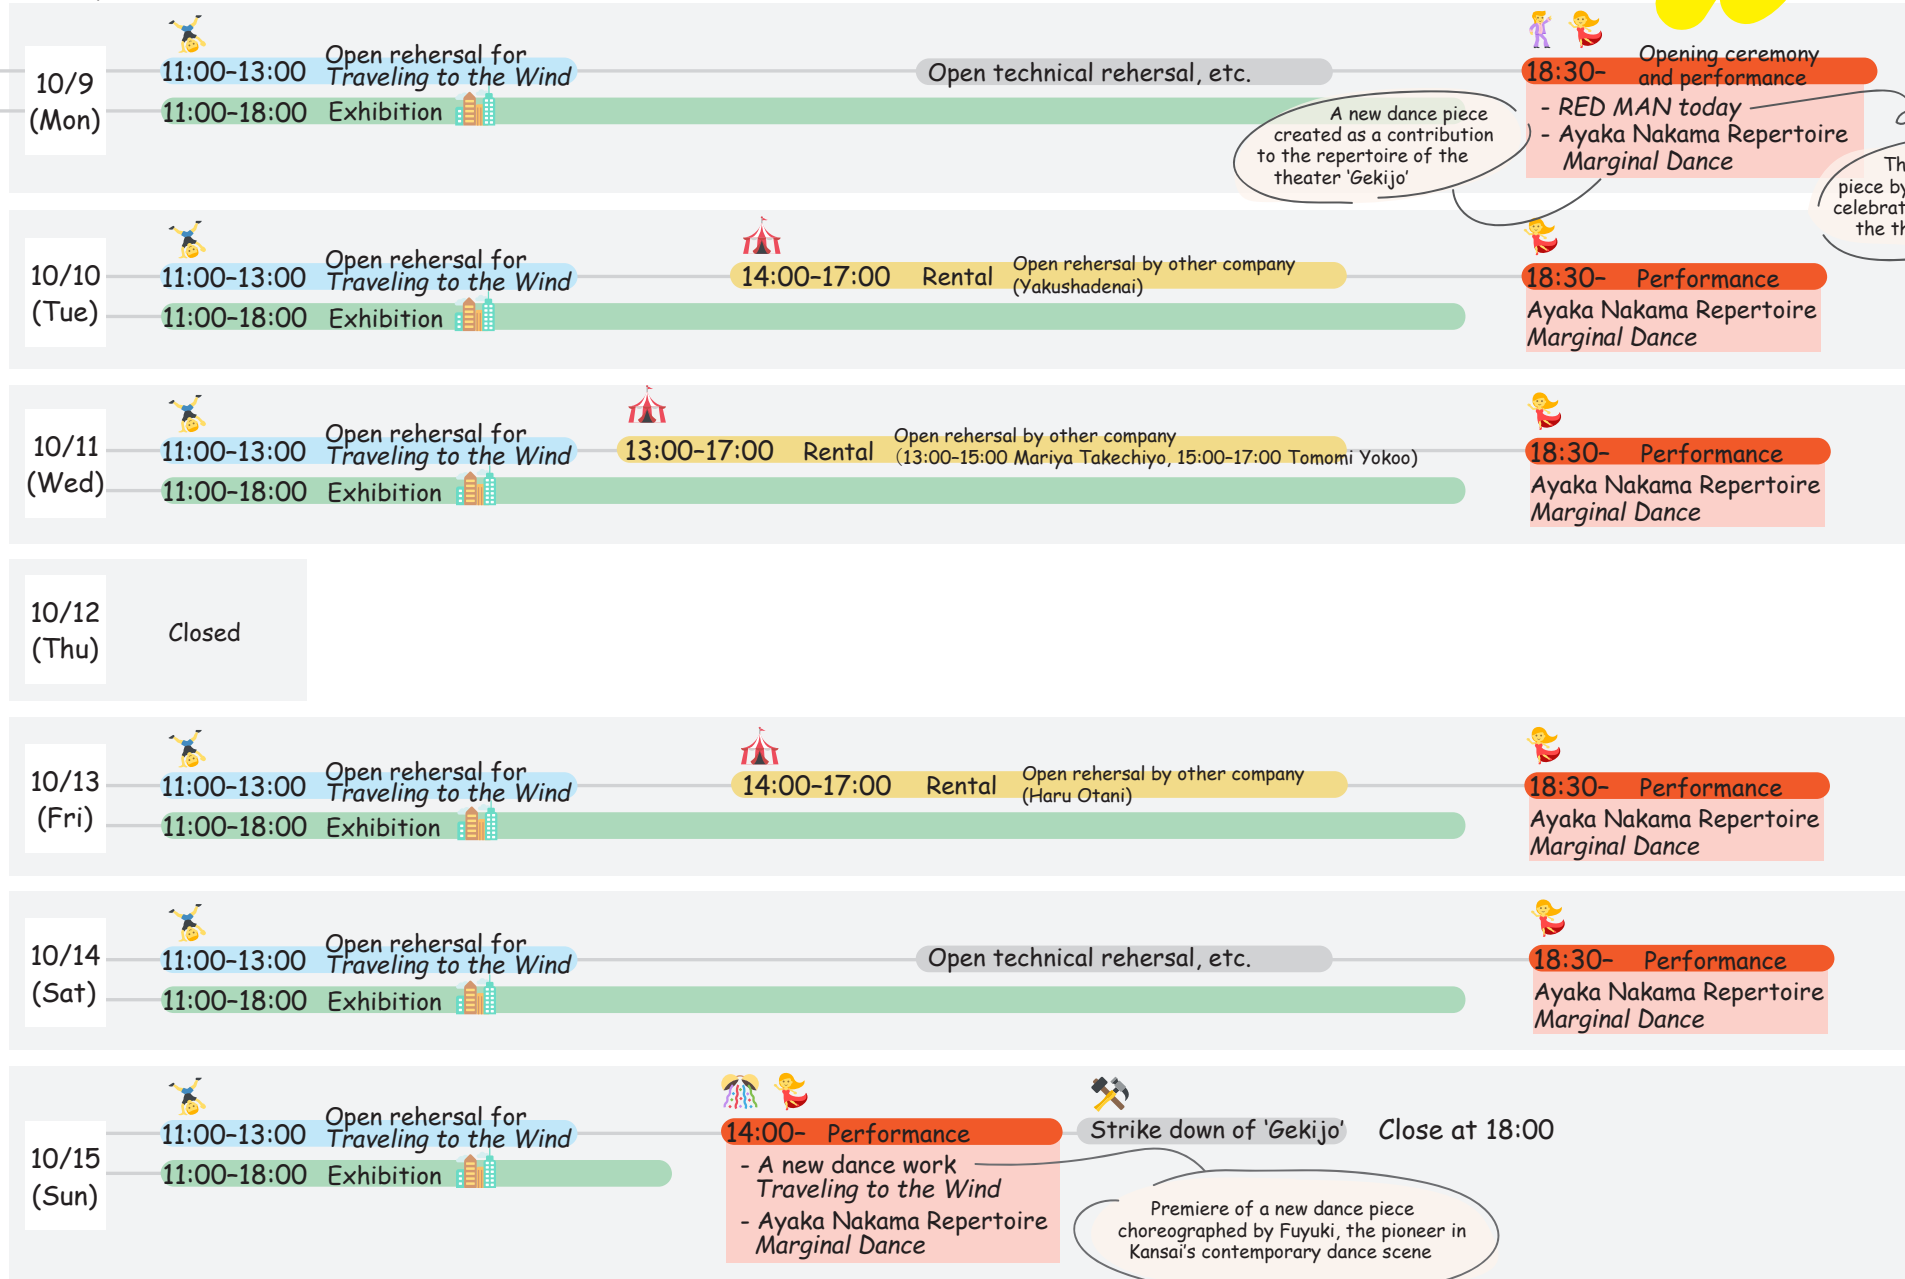 10/9
(Mon)
11:00–13:00 Open rehersal for
Traveling to the Wind
Open technical rehersal, etc.
18:30– Opening ceremony
and performance
- RED MAN today
- Ayaka Nakama Repertoire
Marginal Dance
11:00–18:00 Exhibition
A new dance piece
created as a contribution
to the repertoire of the
theater ‘Gekijo’
piece by
the
10/10
(Tue)
11:00–13:00 Open rehersal for
Traveling to the Wind
14:00–17:00 Rental Open rehersal by other company
(Yakushadenai)
18:30– Performance
Ayaka Nakama Repertoire
Marginal Dance
11:00–18:00 Exhibition
10/11
(Wed)
11:00–13:00 Open rehersal for
Traveling to the Wind
13:00–17:00 Rental Open rehersal by other company
(13:00–15:00 Mariya Takechiyo, 15:00–17:00 Tomomi Yokoo)
18:30– Performance
Ayaka Nakama Repertoire
Marginal Dance
11:00–18:00 Exhibition
10/12
(Thu)
Closed
10/13
(Fri)
11:00–13:00 Open rehersal for
Traveling to the Wind
14:00–17:00 Rental Open rehersal by other company
(Haru Otani)
18:30– Performance
Ayaka Nakama Repertoire
Marginal Dance
11:00–18:00 Exhibition
10/14
(Sat)
11:00–13:00 Open rehersal for
Traveling to the Wind
Open technical rehersal, etc.
18:30– Performance
Ayaka Nakama Repertoire
Marginal Dance
11:00–18:00 Exhibition
10/15
(Sun)
11:00–13:00 Open rehersal for
Traveling to the Wind
14:00– Performance
- A new dance work
Traveling to the Wind
- Ayaka Nakama Repertoire
Marginal Dance
Strike down of ‘Gekijo’
Close at 18:00
11:00–18:00 Exhibition
Premiere of a new dance piece
choreographed by Fuyuki, the pioneer in
Kansai’s contemporary dance scene